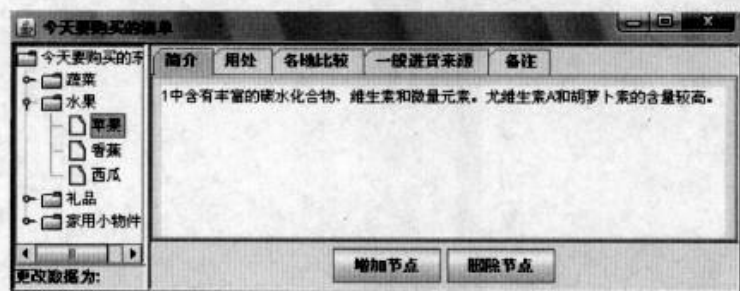 今天要购买的清单
今天要购买的清
蔬菜
水果
苹果
香蕉
西瓜
礼品
家用小物件
更改数据为:
简介 用处 各地比较 一般进货来源 备注
1中含有丰富的碳水化合物、维生素和微量元素。尤维生素A和胡萝卜素的含量较高。
增加节点 删除节点